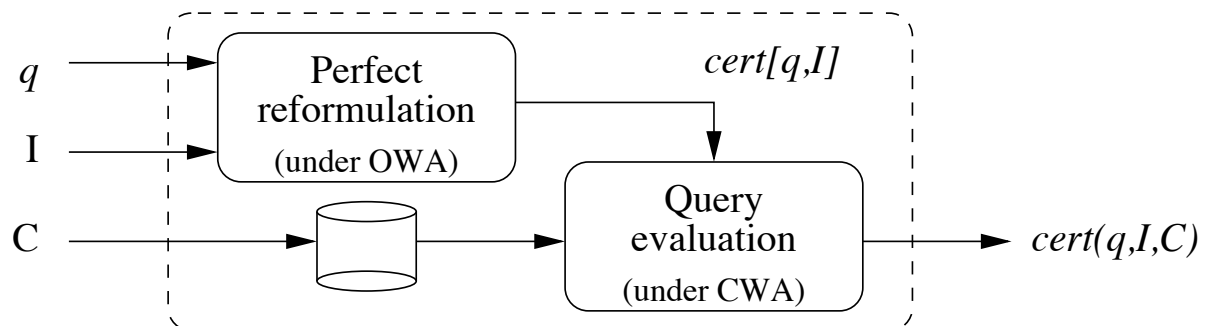 q
I
C
Perfect
reformulation
(under OWA)
cert[q,I]
Query
evaluation
(under CWA)
cert(q,I,C)